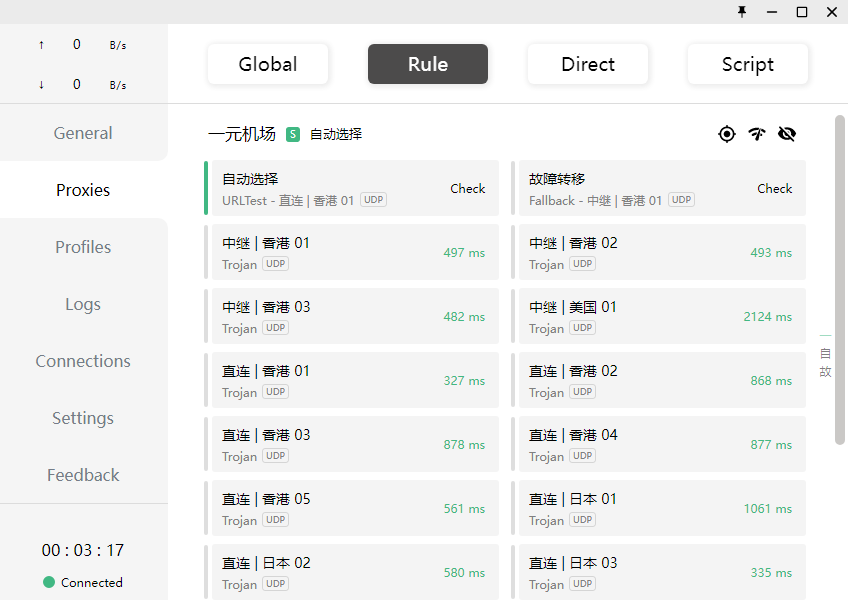 ↑ 0 B/s
↓ 0 B/s
General
Proxies
Profiles
Logs
Connections
Settings
Feedback
00 : 03 : 17
Connected
Global Rule Direct Script
一元机场 S 自动选择
自动选择
URLTest - 直连 | 香港 01 UDP
Check
故障转移
Fallback - 中继 | 香港 01 UDP
Check
中继 | 香港 01
Trojan UDP
497 ms
中继 | 香港 02
Trojan UDP
493 ms
中继 | 香港 03
Trojan UDP
482 ms
中继 | 美国 01
Trojan UDP
2124 ms
直连 | 香港 01
Trojan UDP
327 ms
直连 | 香港 02
Trojan UDP
868 ms
直连 | 香港 03
Trojan UDP
878 ms
直连 | 香港 04
Trojan UDP
877 ms
直连 | 香港 05
Trojan UDP
561 ms
直连 | 日本 01
Trojan UDP
1061 ms
直连 | 日本 02
Trojan UDP
580 ms
直连 | 日本 03
Trojan UDP
335 ms
一
自
故